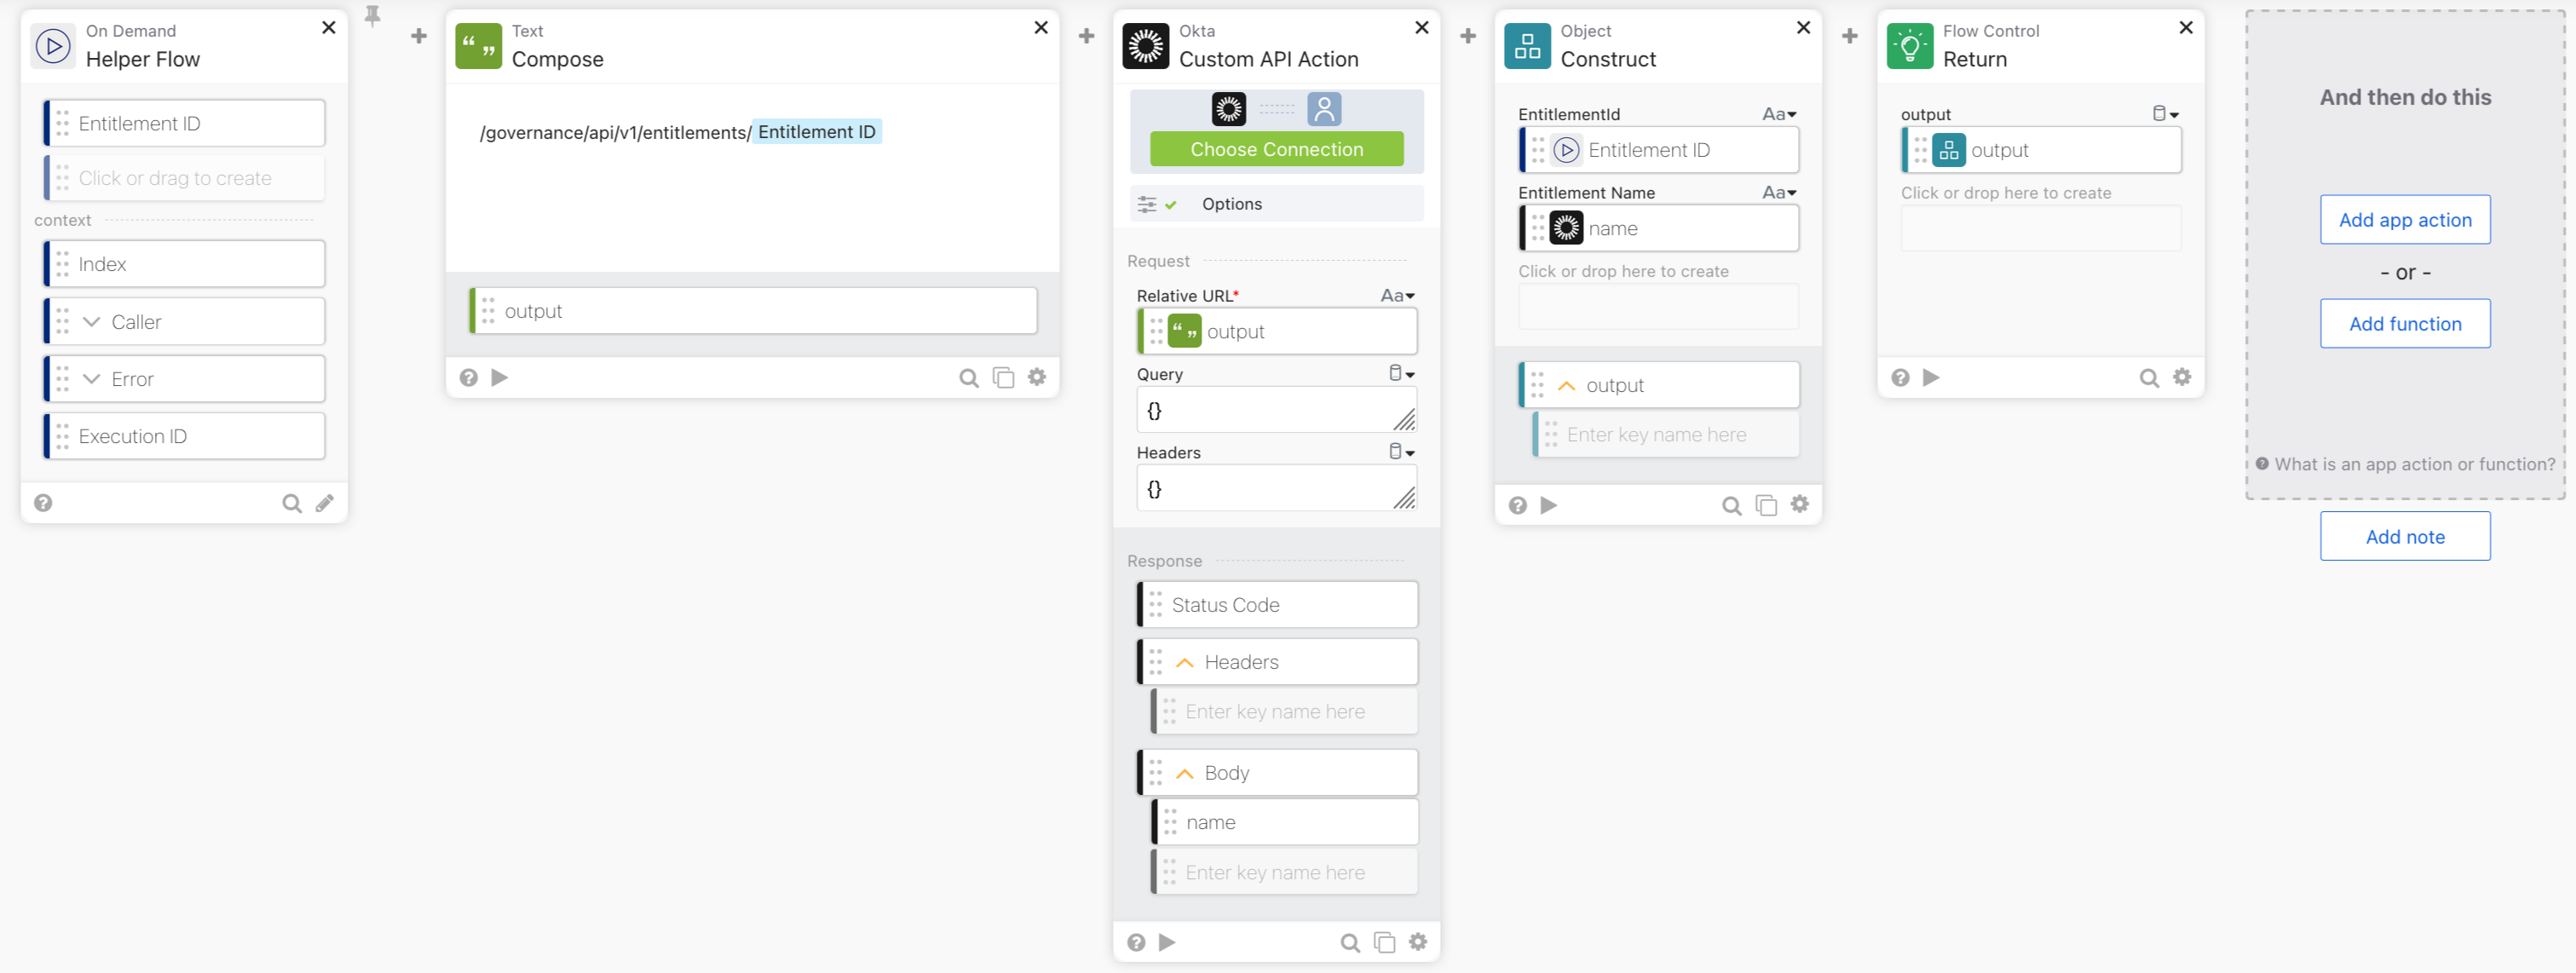 On Demand
Helper Flow
Entitlement ID
Click or drag to create
context
Index
Caller
Error
Execution ID
Text
Compose
/governance/api/v1/entitlements/ Entitlement ID
output
Okta
Custom API Action
Choose Connection
Options
Request
Relative URL*
Aa
output
Query
{}
Headers
{}
Response
Status Code
Headers
Enter key name here
Body
name
Enter key name here
Object
Construct
EntitlementId
Aa
Entitlement ID
Entitlement Name
Aa
name
Click or drop here to create
output
Enter key name here
Flow Control
Return
output
output
Click or drop here to create
And then do this
Add app action
- or -
Add function
What is an app action or function?
Add note